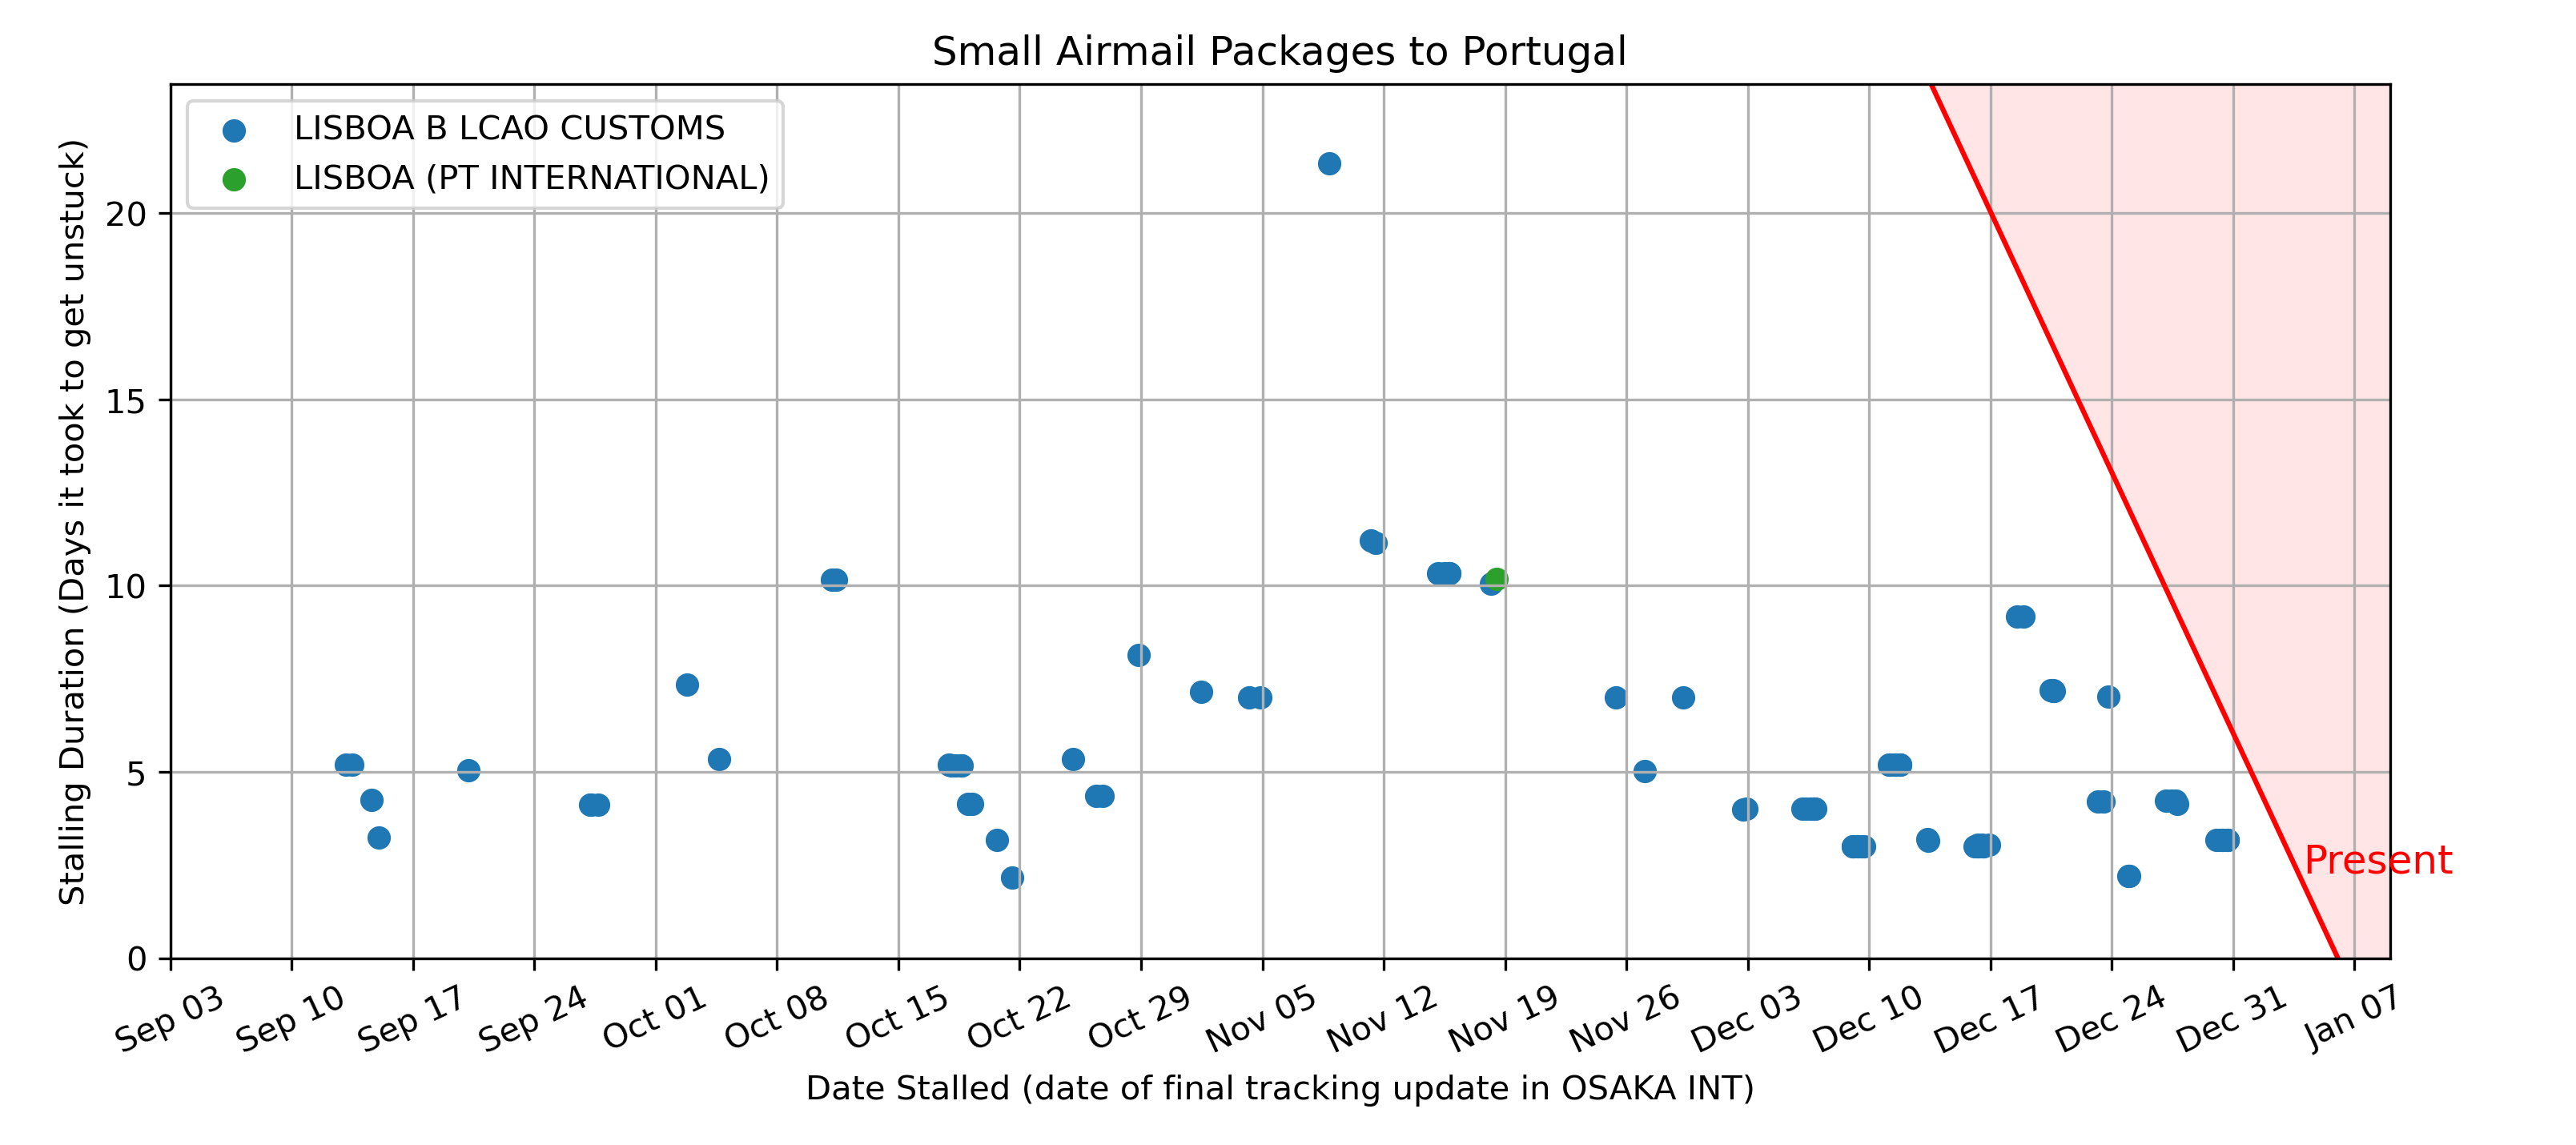 Small Airmail Packages to Portugal
LISBOA B LCAO CUSTOMS
LISBOA (PT INTERNATIONAL)
Stalling Duration (Days it took to get unstuck)
20
15
10
5
0
Present
Sep 03
Sep 10
Sep 17
Sep 24
Oct 01
Oct 08
Oct 15
Oct 22
Oct 29
Nov 05
Nov 12
Nov 19
Nov 26
Dec 03
Dec 10
Dec 17
Dec 24
Dec 31
Jan 07
Date Stalled (date of final tracking update in OSAKA INT)